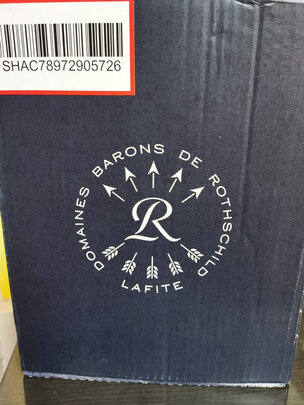 SHAC78972905726
DOMAINES BARONS DE ROTHSCHILD
R
LAFITE